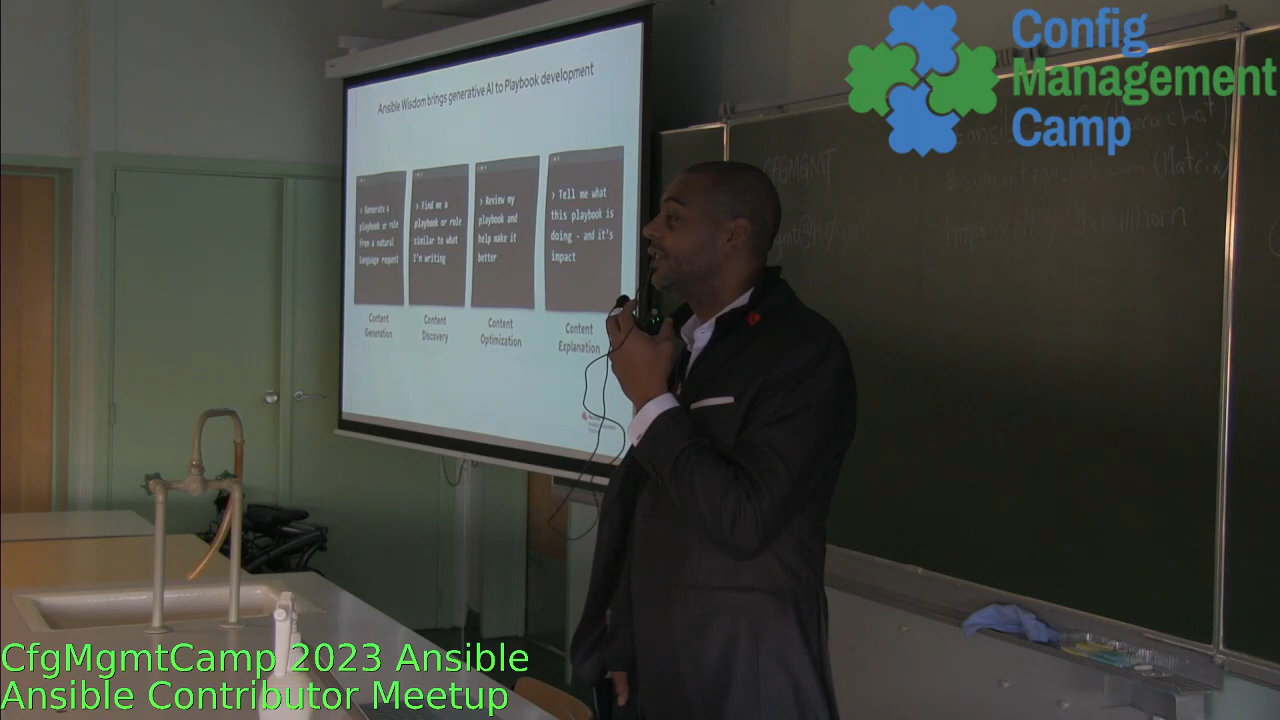 Ansible Wisdom brings generative AI to Playbook development
> Generate a
playbook or role
from a natural
language request
> Find me a
playbook or role
similar to what
I'm writing
> Review my
playbook and
help make it
better
> Tell me what
this playbook is
doing - and it's
impact
Content
Generation
Content
Discovery
Content
Optimization
Content
Explanation
Config
Management
Camp
CFGMGMT
(Matrix)
CfgMgmtCamp 2023 Ansible
Ansible Contributor Meetup